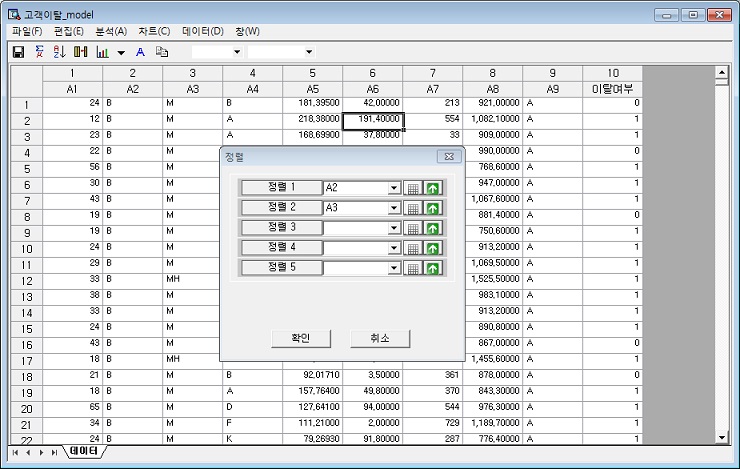 고객이탈_model
파일(F) 편집(E) 분석(A) 차트(C) 데이터(D) 창(W)
1 2 3 4 5 6 7 8 9 10
A1 A2 A3 A4 A5 A6 A7 A8 A9 이탈여부
1 24 B M B 181,39500 42,00000 213 921,00000 A 0
2 12 B M A 218,38000 191,40000 554 1,082,10000 A 1
3 23 B M A 168,69900 37,80000 33 909,00000 A 1
4 22 B M 990,00000 A 0
정렬
5 56 B M 768,60000 A 1
6 30 B M 정렬 1 A2 947,00000 A 1
7 43 B M 정렬 2 A3 1,067,60000 A 1
8 19 B M 정렬 3 881,40000 A 0
9 19 B M 750,60000 A 1
10 24 B M 정렬 4 913,20000 A 1
11 29 B M 정렬 5 1,069,50000 A 1
12 33 B MH 1,525,50000 A 1
13 38 B M 983,10000 A 1
14 33 B M 913,20000 A 1
15 24 B M 확인 취소 890,80000 A 1
16 43 B M 867,00000 A 0
17 18 B MH 1,455,60000 A 1
18 21 B M B 92,01710 3,50000 361 878,00000 A 0
19 18 B M A 157,76400 49,80000 370 843,30000 A 1
20 65 B M D 127,64100 94,00000 544 976,30000 A 1
21 34 B M F 111,21000 2,00000 729 1,189,70000 A 1
22 24 B M K 79,26930 91,80000 287 776,40000 A 1
데이터